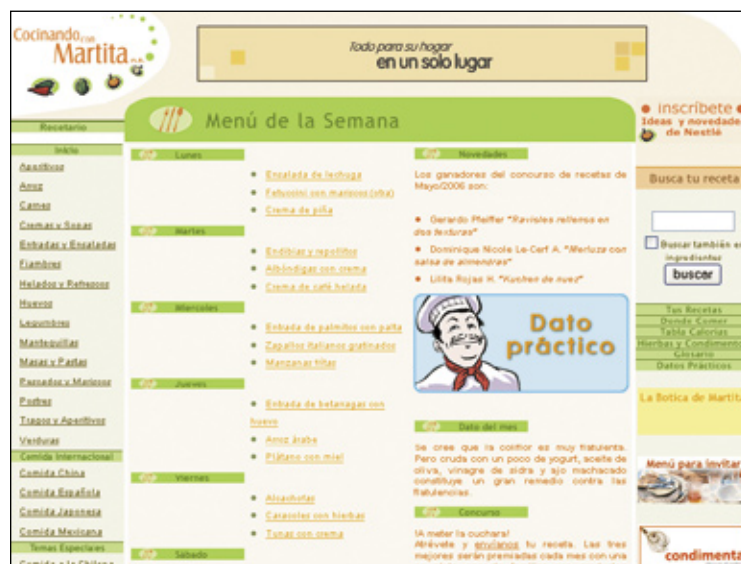 Cocinando con
Martita
Todo para su hogar
en un solo lugar
Recetario
Inicio
Aperitivos
Arroz
Carnes
Cremas y Sopas
Entradas y Ensaladas
Fiambres
Helados y Refrescos
Huevos
Legumbres
Mantequillas
Masas y Pastas
Pescados y Mariscos
Postres
Tragos y Aperitivos
Verduras
Comida Internacional
Comida China
Comida Española
Comida Japonesa
Comida Mexicana
Temas Especiales
Comida a la Chilena
Menú de la Semana
Lunes
Ensalada de lechuga
Fetuccini con mariscos (oba)
Crema de piña
Martes
Endibias y repollitos
Albóndigas con crema
Crema de café helada
Miercoles
Entrada de palmitos con palta
Zapallos italianos gratinados
Manzanas fritas
Jueves
Entrada de betarragas con
huevo
Arroz árabe
Plátano con miel
Viernes
Alcachofas
Caracoles con hierbas
Tunas con crema
Sábado
Novedades
Los ganadores del concurso de recetas de
Mayo/2006 son:
Gerardo Pfeiffer "Ravioles rellenos en
dos texturas"
Dominique Nicole Le-Cerf A. "Merluza con
salsa de almendras"
Lilita Rojas H. "Kuchen de nuez"
Dato
práctico
Dato del mes
Se cree que la coliflor es muy flatulenta.
Pero cruda con un poco de yogurt, aceite de
oliva, vinagre de sidra y ajo machacado
constituye un gran remedio contra las
flatulencias.
Concurso
!A meter la cuchara!
Atrévete y envíanos tu receta. Las tres
mejores serán premiadas cada mes con una
inscríbete
Ideas y novedade
de Nestlé
Busca tu receta
Buscar también en
ingredientes
buscar
Tus Recetas
Donde Comer
Tabla Calorías
Hierbas y Condimento
Glosario
Datos Prácticos
La Botica de Martita
Menú para invitar
condimenta